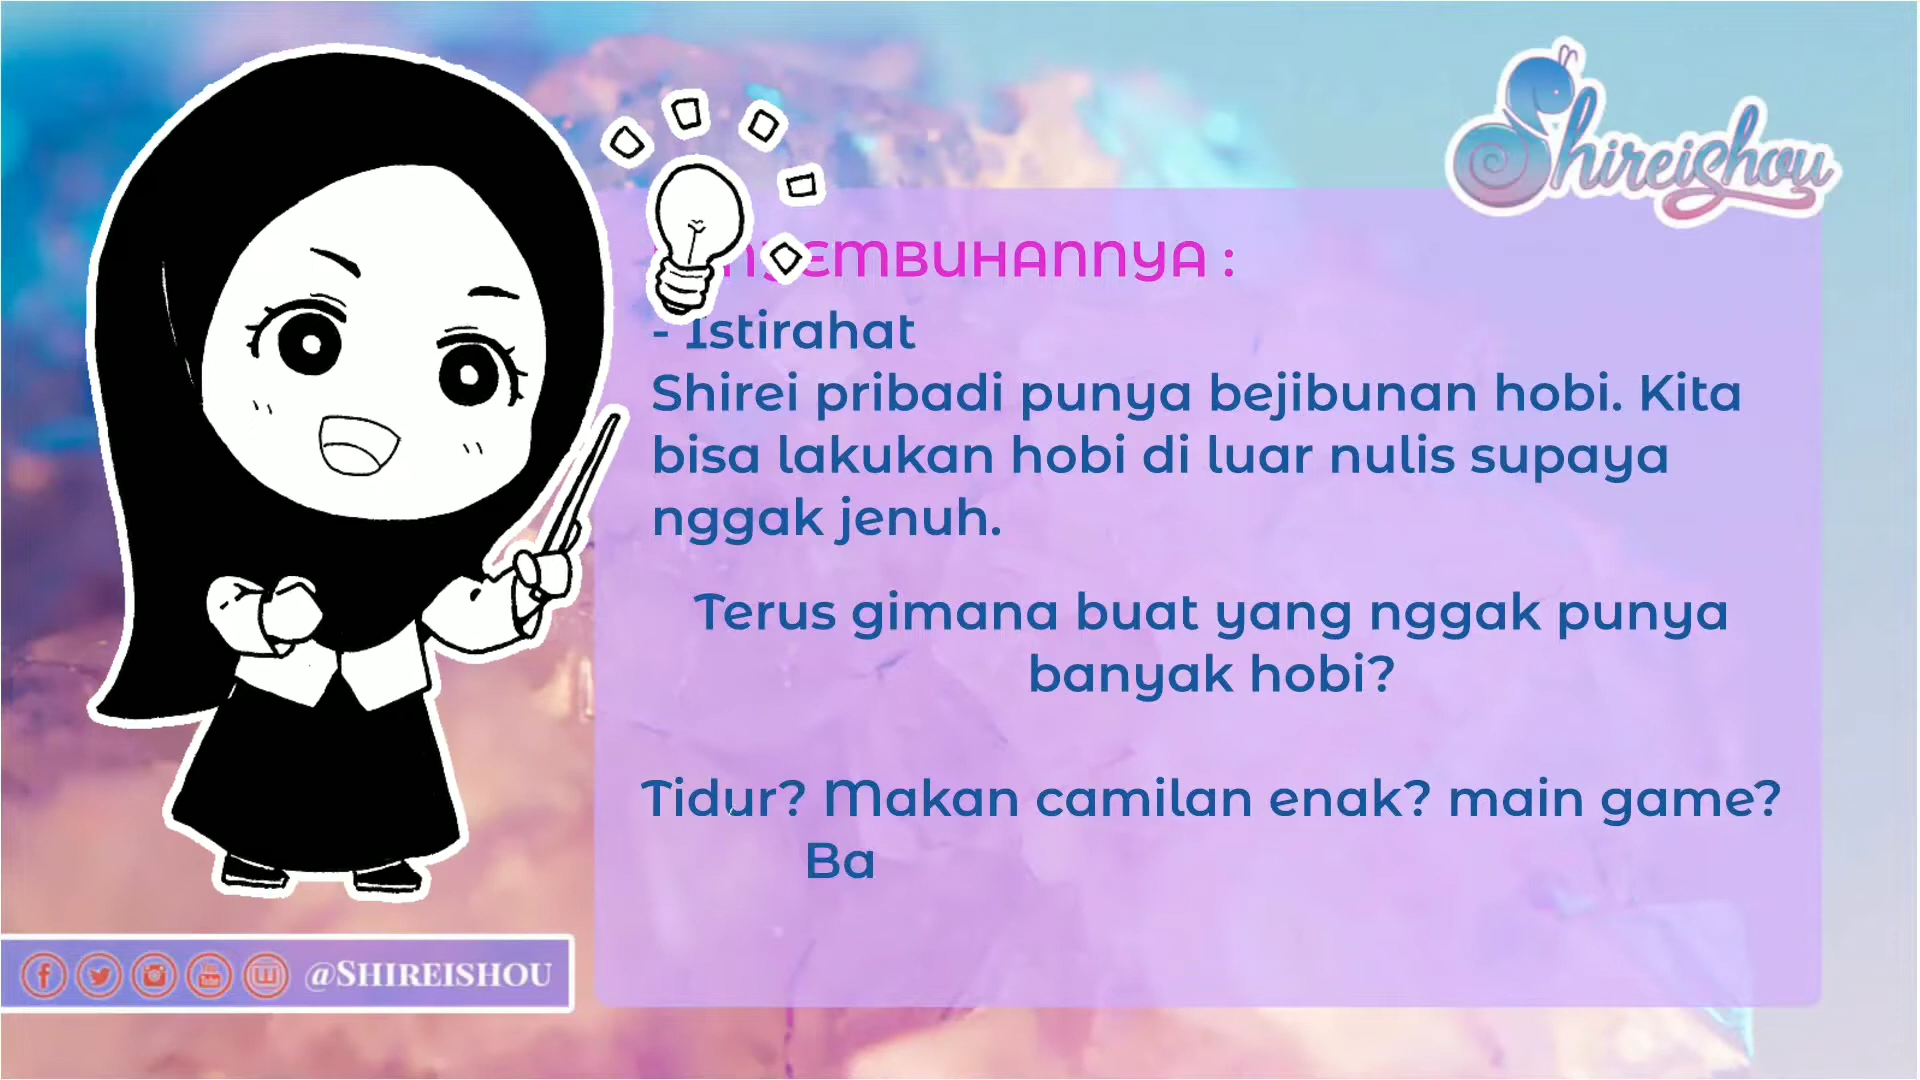 Shireishou
- Istirahat
Shirei pribadi punya bejibunan hobi. Kita
bisa lakukan hobi di luar nulis supaya
nggak jenuh.
Terus gimana buat yang nggak punya
banyak hobi?
Tidur? Makan camilan enak? main game?
Ba
@SHIREISHOU